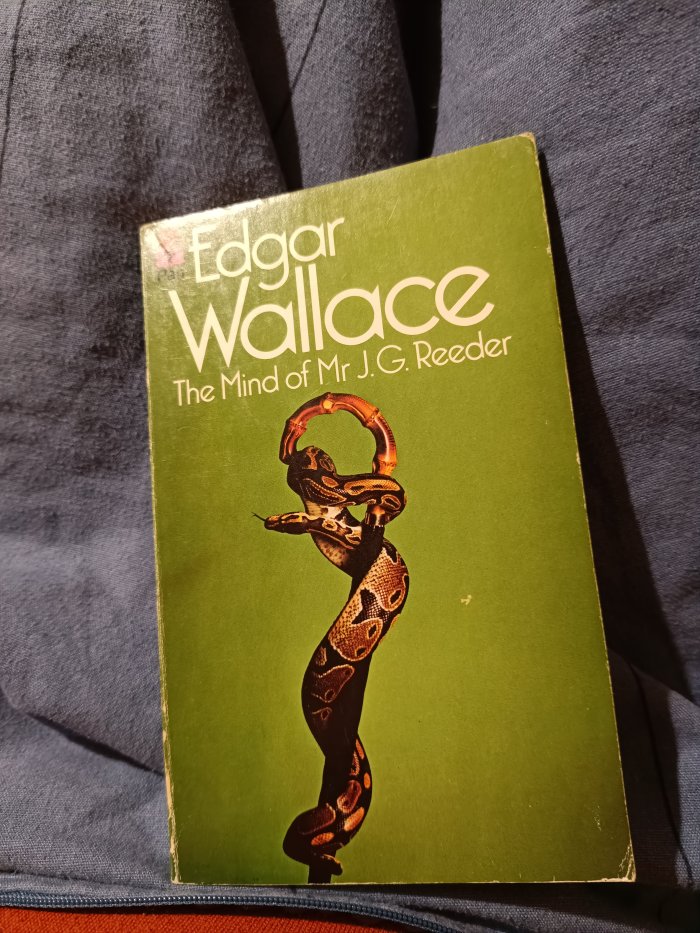 Edgar
Wallace
The Mind of Mr J.G. Reeder